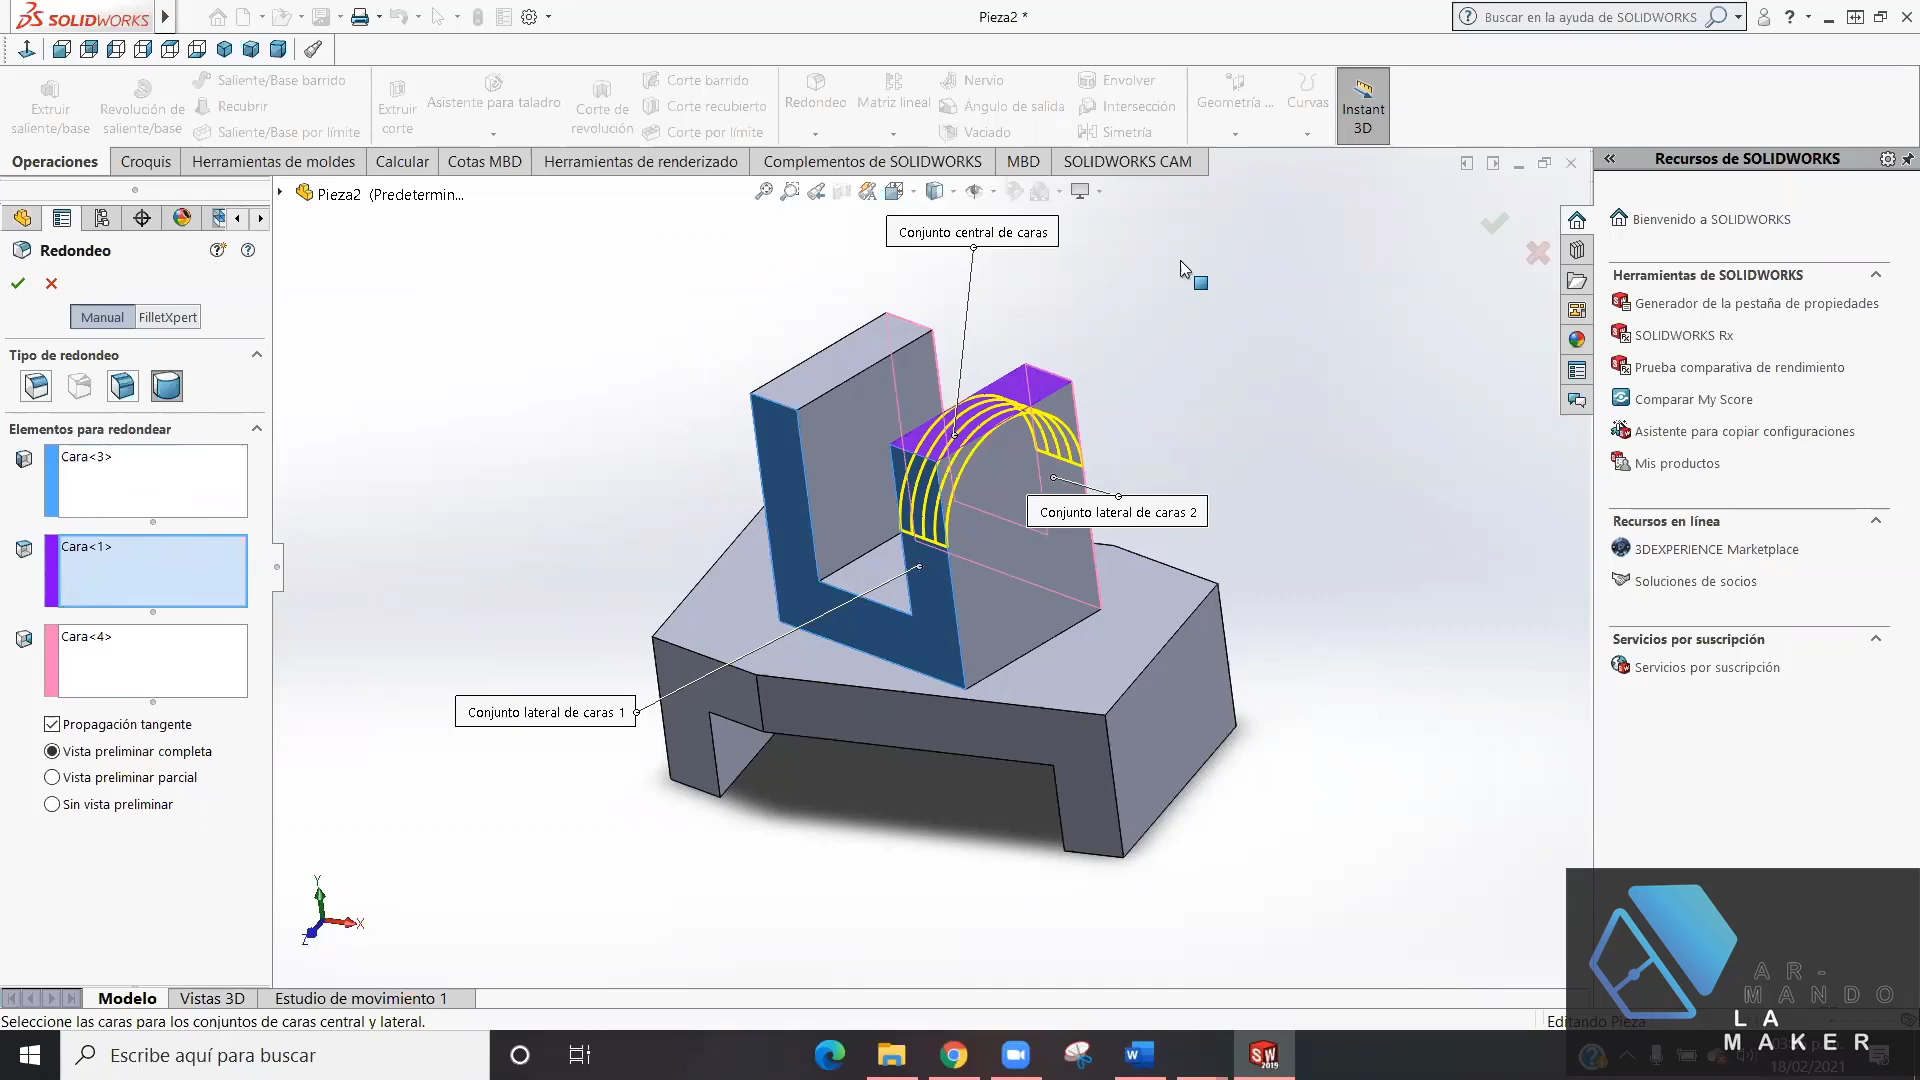 SOLIDWORKS
Pieza2 *
Buscar en la ayuda de SOLIDWORKS
Extruir
saliente/base
Revolución de
saliente/base
Saliente/Base barrido
Recubrir
Saliente/Base por límite
Extruir
corte
Asistente para taladro
Corte de
revolución
Corte barrido
Corte recubierto
Corte por límite
Redondeo
Matriz lineal
Nervio
Ángulo de salida
Vaciado
Envolver
Intersección
Simetría
Geometría ...
Curvas
Instant
3D
Operaciones
Croquis
Herramientas de moldes
Calcular
Cotas MBD
Herramientas de renderizado
Complementos de SOLIDWORKS
MBD
SOLIDWORKS CAM
Recursos de SOLIDWORKS
Pieza2 (Predetermin...
Redondeo
Manual
FilletXpert
Tipo de redondeo
Elementos para redondear
Cara<3>
Cara<1>
Cara<4>
Propagación tangente
Vista preliminar completa
Vista preliminar parcial
Sin vista preliminar
Conjunto central de caras
Conjunto lateral de caras 2
Conjunto lateral de caras 1
Y
X
Z
Bienvenido a SOLIDWORKS
Herramientas de SOLIDWORKS
Generador de la pestaña de propiedades
SOLIDWORKS Rx
Prueba comparativa de rendimiento
Comparar My Score
Asistente para copiar configuraciones
Mis productos
Recursos en línea
3DEXPERIENCE Marketplace
Soluciones de socios
Servicios por suscripción
Servicios por suscripción
Modelo
Vistas 3D
Estudio de movimiento 1
Seleccione las caras para los conjuntos de caras central y lateral.
Editando Pieza
AR-
MANDO
LA
MAKER
Escribe aquí para buscar
SW
2019
18/02/2021